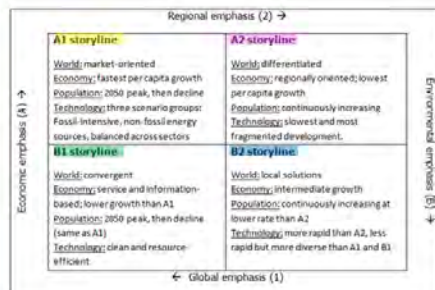 Regional emphasis (2) →
Economic emphasis (A) →
A1 storyline
World: market-oriented
Economy: fastest per capita growth
Population: 2050 peak, then decline
Technology: three scenario groups:
Fossil-intensive, non-fossil energy
sources, balanced across sectors
A2 storyline
World: differentiated
Economy: regionally oriented; lowest
per capita growth
Population: continuously increasing
Technology: slowest and most
fragmented development.
B1 storyline
World: convergent
Economy: service and information-
based; lower growth than A1
Population: 2050 peak, then decline
(same as A1)
Technology: clean and resource-
efficient
B2 storyline
World: local solutions
Economy: intermediate growth
Population: continuously increasing at
lower rate than A2
Technology: more rapid than A2, less
rapid but more diverse than A1 and B1
Environmental emphasis (B) →
← Global emphasis (1)